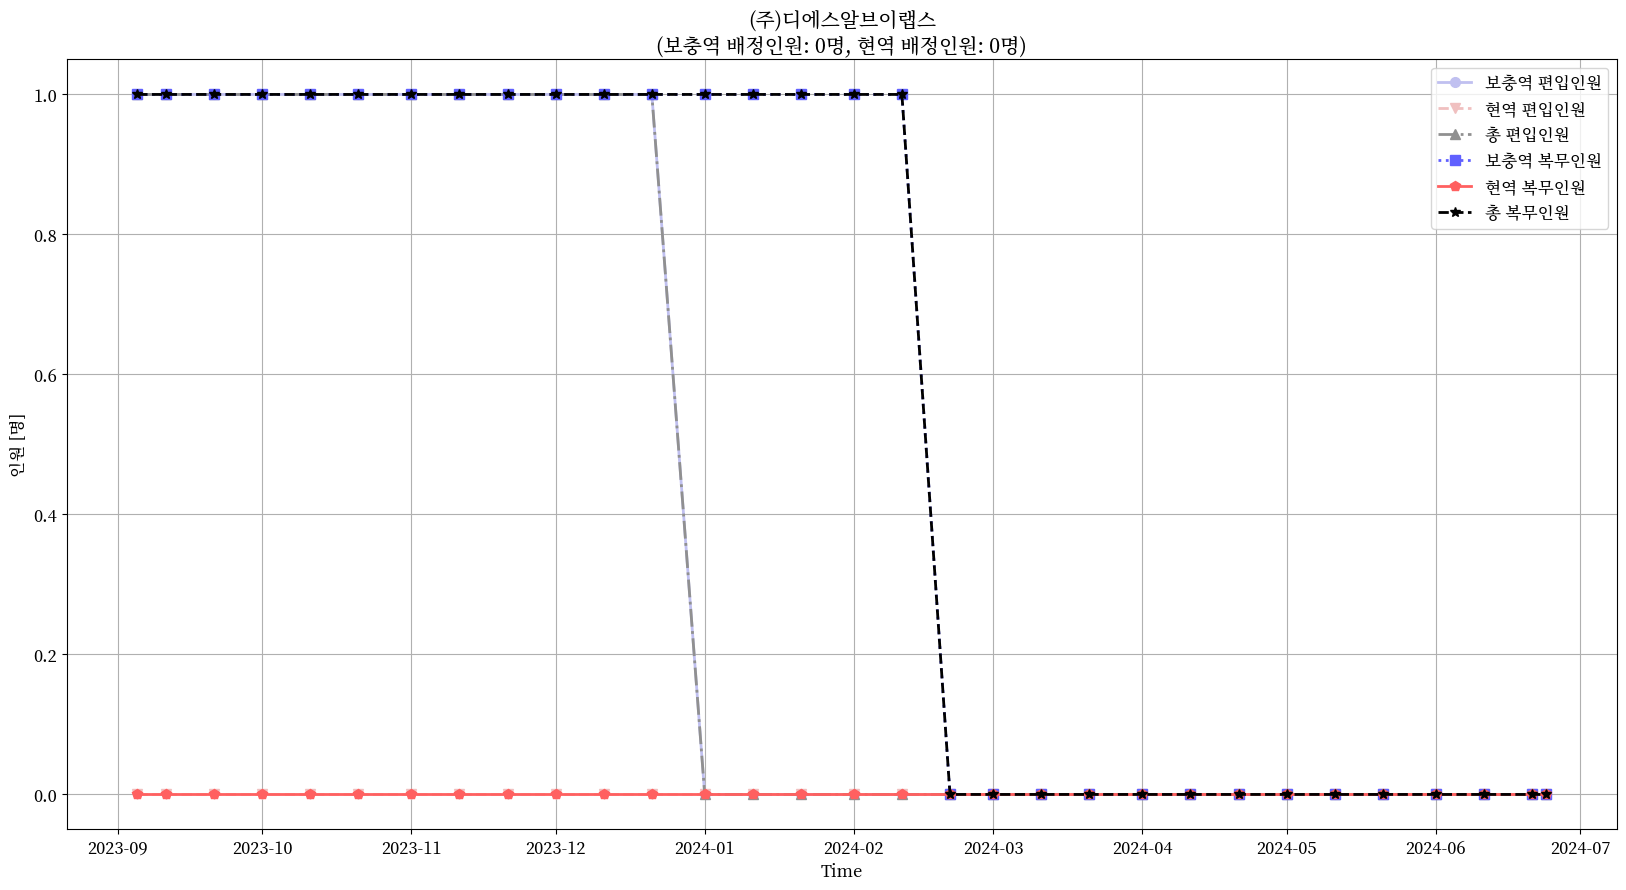 (주)디에스알브이랩스
(보충역 배정인원: 0명, 현역 배정인원: 0명)
보충역 편입인원
현역 편입인원
총 편입인원
보충역 복무인원
현역 복무인원
총 복무인원
인원 [명]
1.0
0.8
0.6
0.4
0.2
0.0
2023-09 2023-10 2023-11 2023-12 2024-01 2024-02 2024-03 2024-04 2024-05 2024-06 2024-07
Time